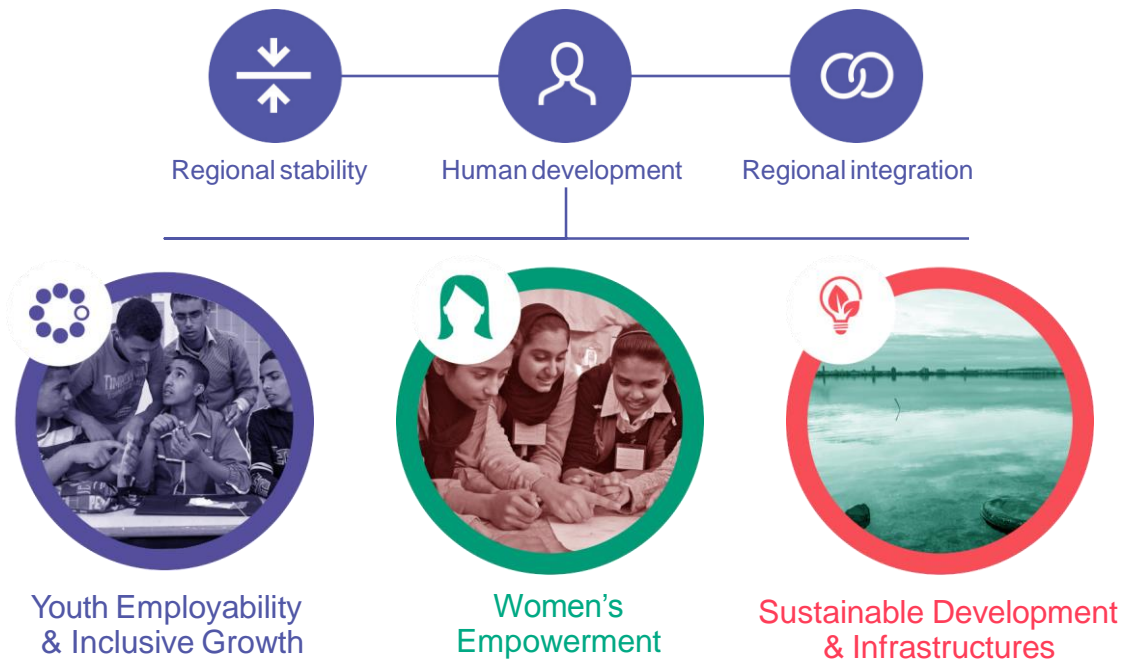 Regional stability
Human development
Regional integration
Youth Employability
& Inclusive Growth
Women's
Empowerment
Sustainable Development
& Infrastructures